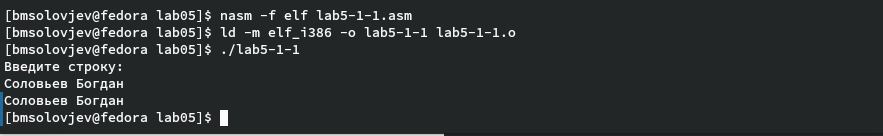 [bmsolovjev@fedora lab05]$ nasm -f elf lab5-1-1.asm
[bmsolovjev@fedora lab05]$ ld -m elf_i386 -o lab5-1-1 lab5-1-1.o
[bmsolovjev@fedora lab05]$ ./lab5-1-1
Введите строку:
Соловьев Богдан
Соловьев Богдан
[bmsolovjev@fedora lab05]$